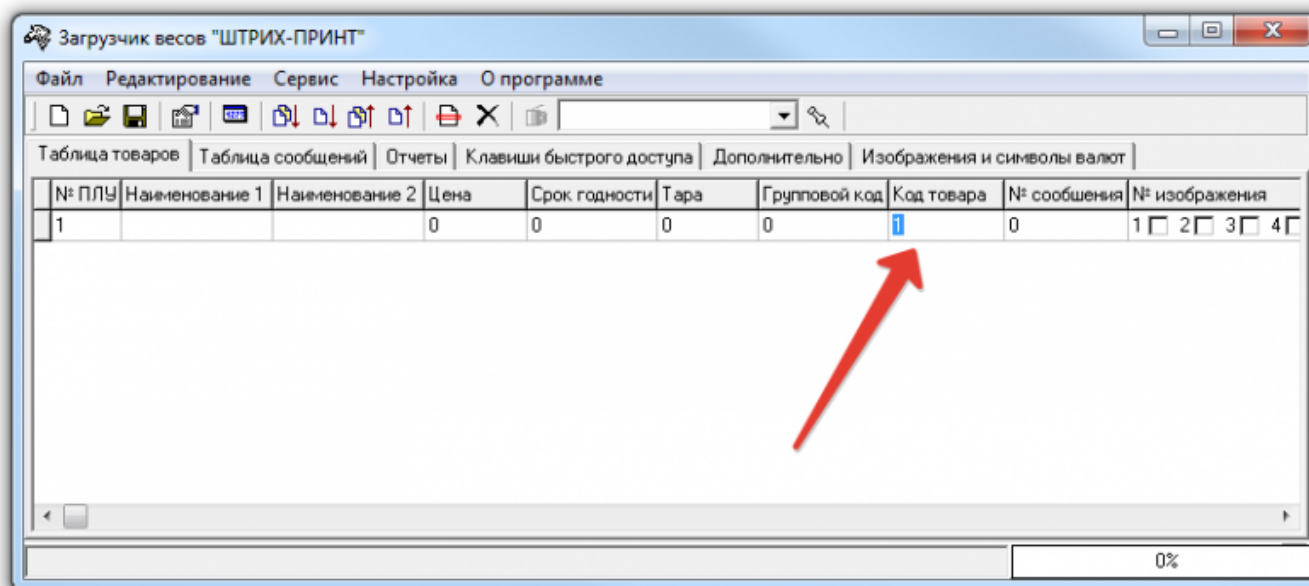 Загрузчик весов "ШТРИХ-ПРИНТ"
Файл Редактирование Сервис Настройка О программе
Таблица товаров Таблица сообщений Отчеты Клавиши быстрого доступа Дополнительно Изображения и символы валют
№ ПЛУ Наименование 1 Наименование 2 Цена Срок годности Тара Групповой код Код товара № сообшения № изображения
1 0 0 0 0 1 0 1 2 3 4
0%